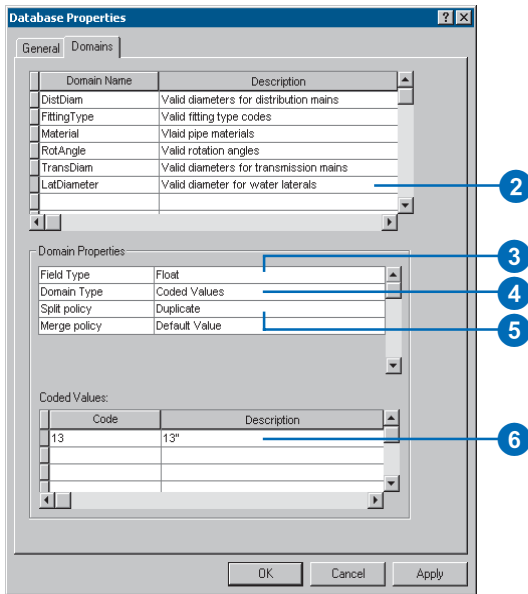 Database Properties
General Domains
Domain Name Description
DistDiam Valid diameters for distribution mains
FittingType Valid fitting type codes
Material Vlaid pipe materials
RotAngle Valid rotation angles
TransDiam Valid diameters for transmission mains
LatDiameter Valid diameter for water laterals
2
Domain Properties
3
Field Type Float
Domain Type Coded Values
4
Split policy Duplicate
Merge policy Default Value
5
Coded Values:
Code Description
13 13"
6
OK Cancel Apply